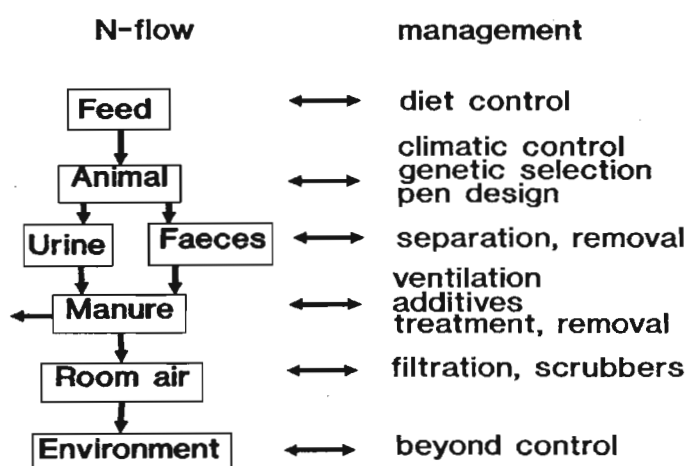 N-flow management
Feed diet control
climatic control
Animal genetic selection
pen design
Urine Faeces separation, removal
ventilation
Manure additives
treatment, removal
Room air filtration, scrubbers
Environment beyond control